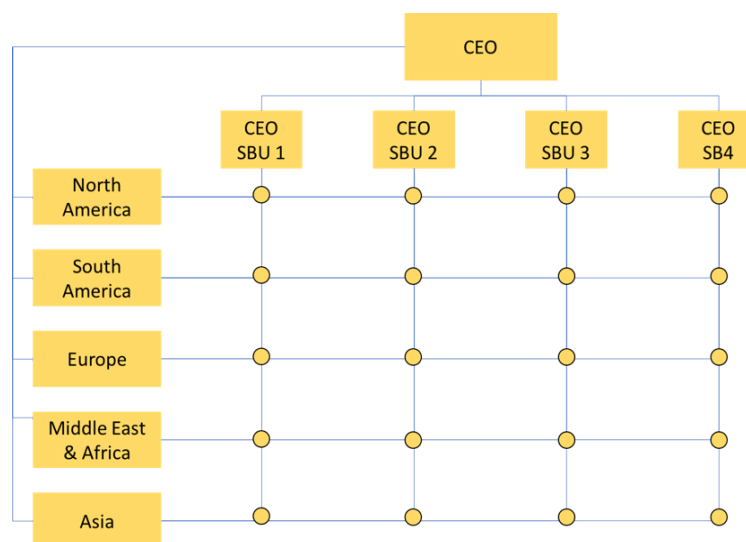 CEO
CEO
SBU 1
CEO
SBU 2
CEO
SBU 3
CEO
SB4
North
America
South
America
Europe
Middle East
& Africa
Asia